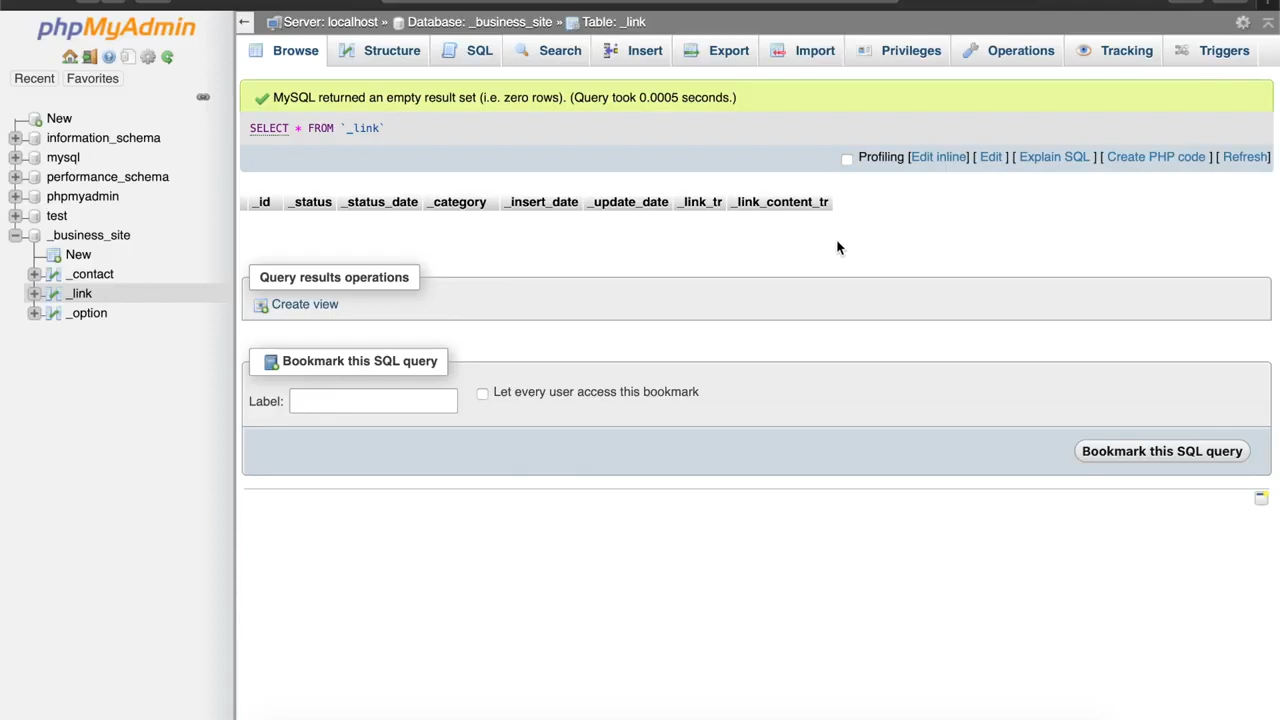 phpMyAdmin
Recent Favorites
New
information_schema
mysql
performance_schema
phpmyadmin
test
_business_site
New
_contact
_link
_option
Server: localhost » Database: _business_site » Table: _link
Browse Structure SQL Search Insert Export Import Privileges Operations Tracking Triggers
MySQL returned an empty result set (i.e. zero rows). (Query took 0.0005 seconds.)
SELECT * FROM `_link`
Profiling [Edit inline] [ Edit ] [ Explain SQL ] [ Create PHP code ] [ Refresh]
_id _status _status_date _category _insert_date _update_date _link_tr _link_content_tr
Query results operations
Create view
Bookmark this SQL query
Label: Let every user access this bookmark
Bookmark this SQL query